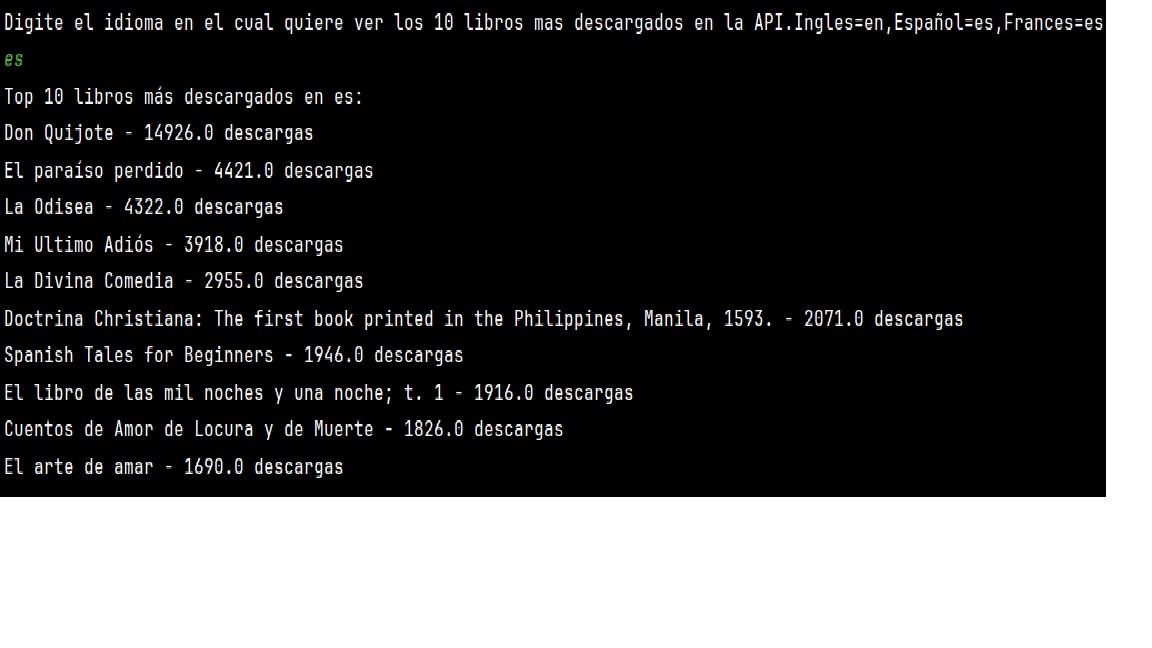 Digite el idioma en el cual quiere ver los 10 libros mas descargados en la API.Ingles=en,Español=es,Frances=es
es
Top 10 libros más descargados en es:
Don Quijote - 14926.0 descargas
El paraíso perdido - 4421.0 descargas
La Odisea - 4322.0 descargas
Mi Ultimo Adiós - 3918.0 descargas
La Divina Comedia - 2955.0 descargas
Doctrina Christiana: The first book printed in the Philippines, Manila, 1593. - 2071.0 descargas
Spanish Tales for Beginners - 1946.0 descargas
El libro de las mil noches y una noche; t. 1 - 1916.0 descargas
Cuentos de Amor de Locura y de Muerte - 1826.0 descargas
El arte de amar - 1690.0 descargas